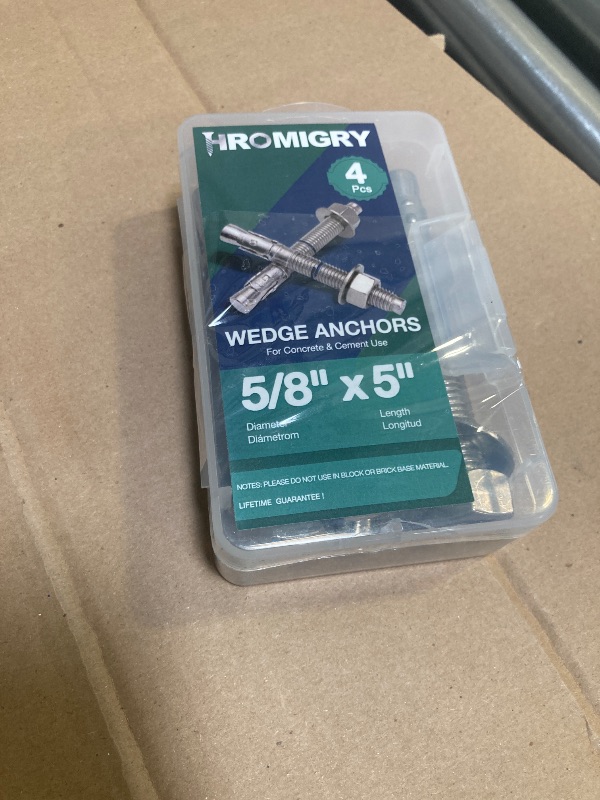 HROMIGRY
4
Pcs
WEDGE ANCHORS
For Concrete & Cement Use
5/8" x 5"
Diameter Length
Diámetrom Longitud
NOTES: PLEASE DO NOT USE IN BLOCK OR BRICK BASE MATERIAL.
LIFETIME GUARANTEE !